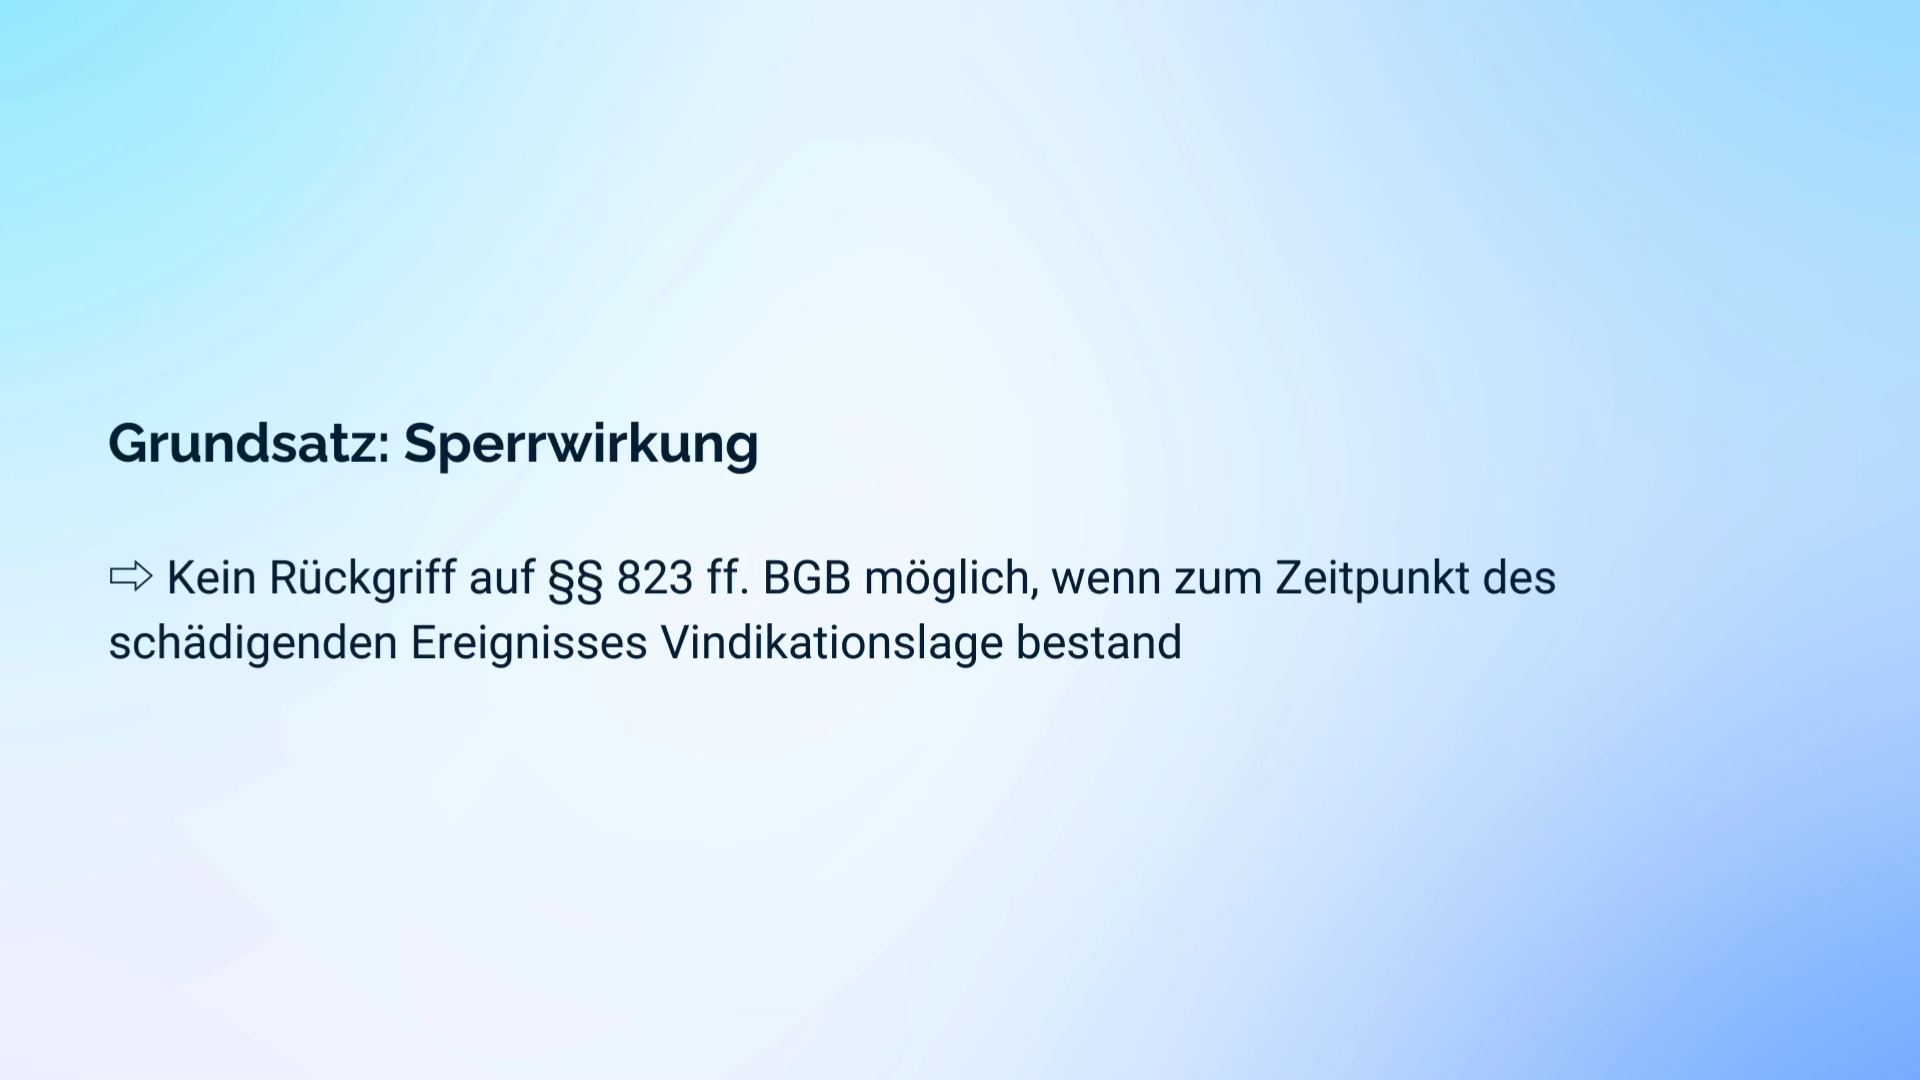 Grundsatz: Sperrwirkung
⇨ Kein Rückgriff auf §§ 823 ff. BGB möglich, wenn zum Zeitpunkt des
schädigenden Ereignisses Vindikationslage bestand